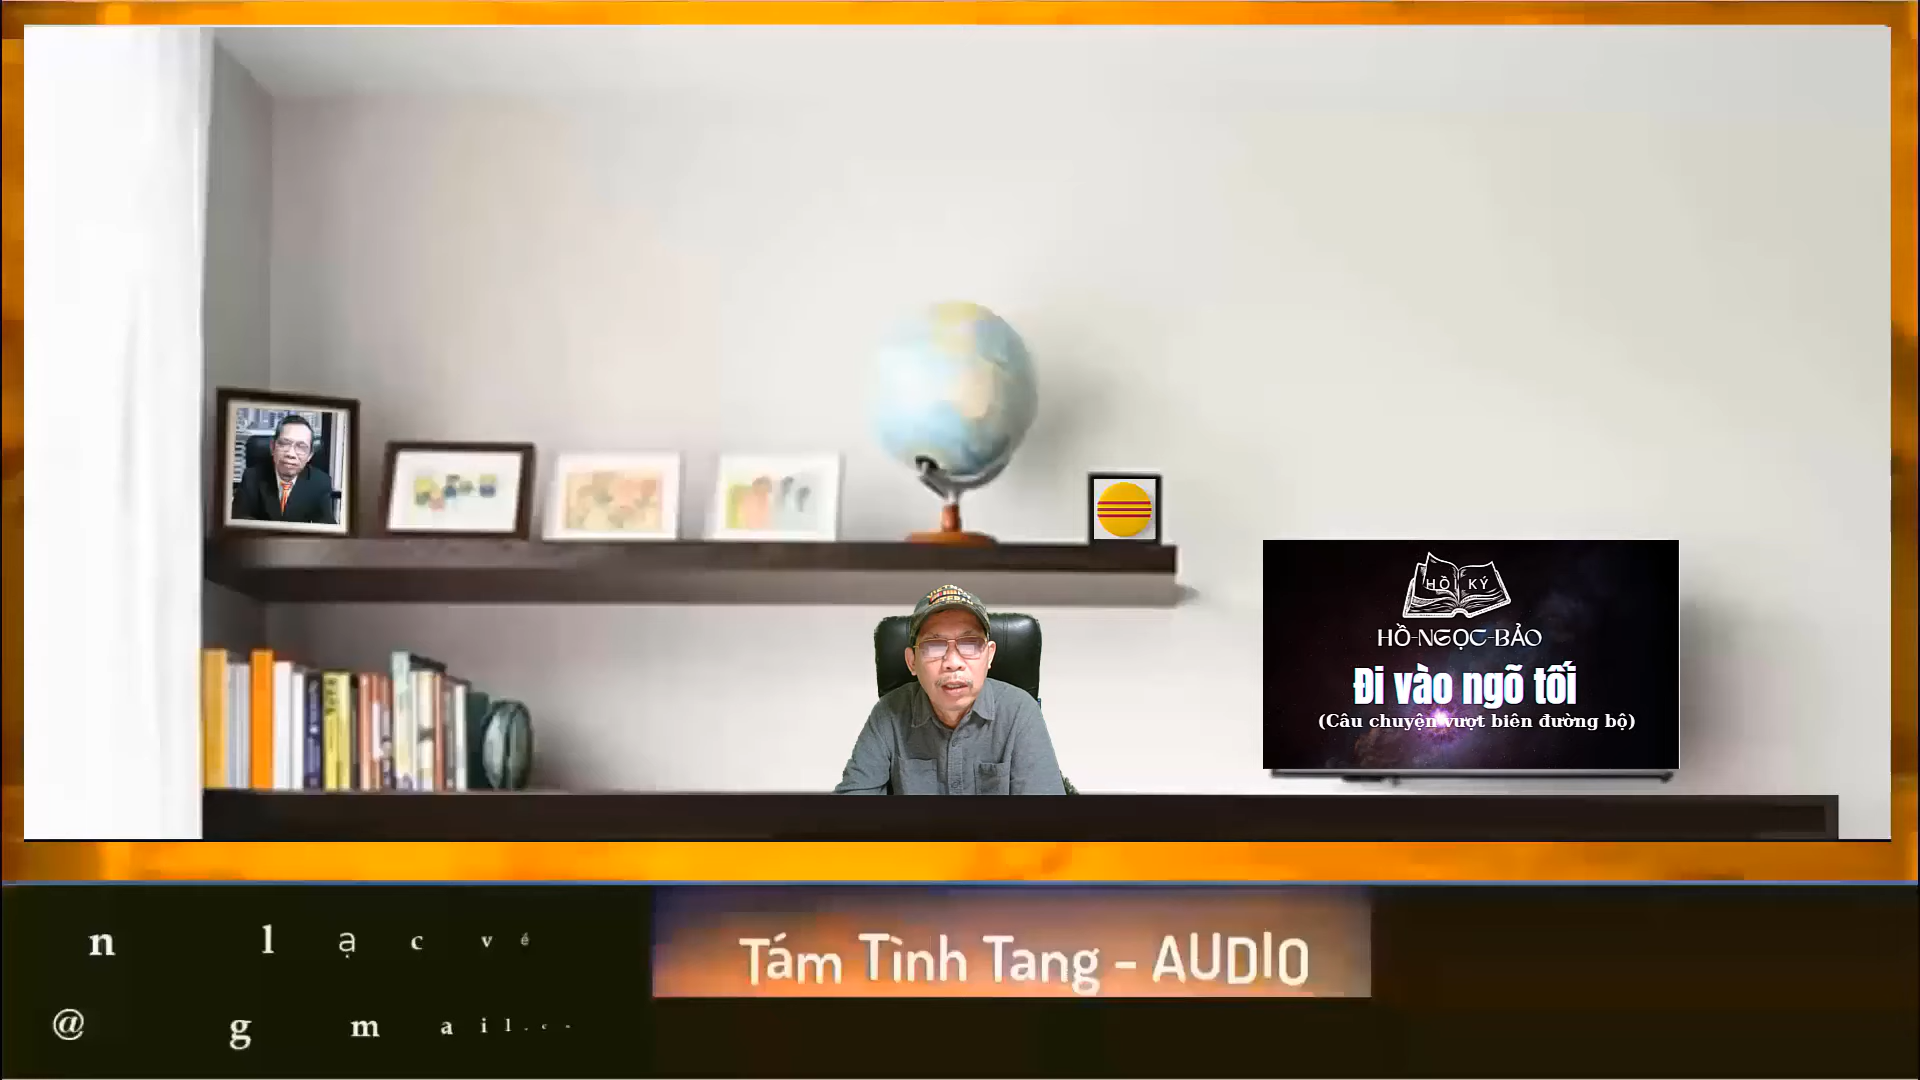 HỒ KÝ
HỒ-NGỌC-BẢO
Đi vào ngõ tối
(Câu chuyện vượt biên đường bộ)
Tám Tình Tang - AUDIO
n l ạ c v ề
@ g m a i l .